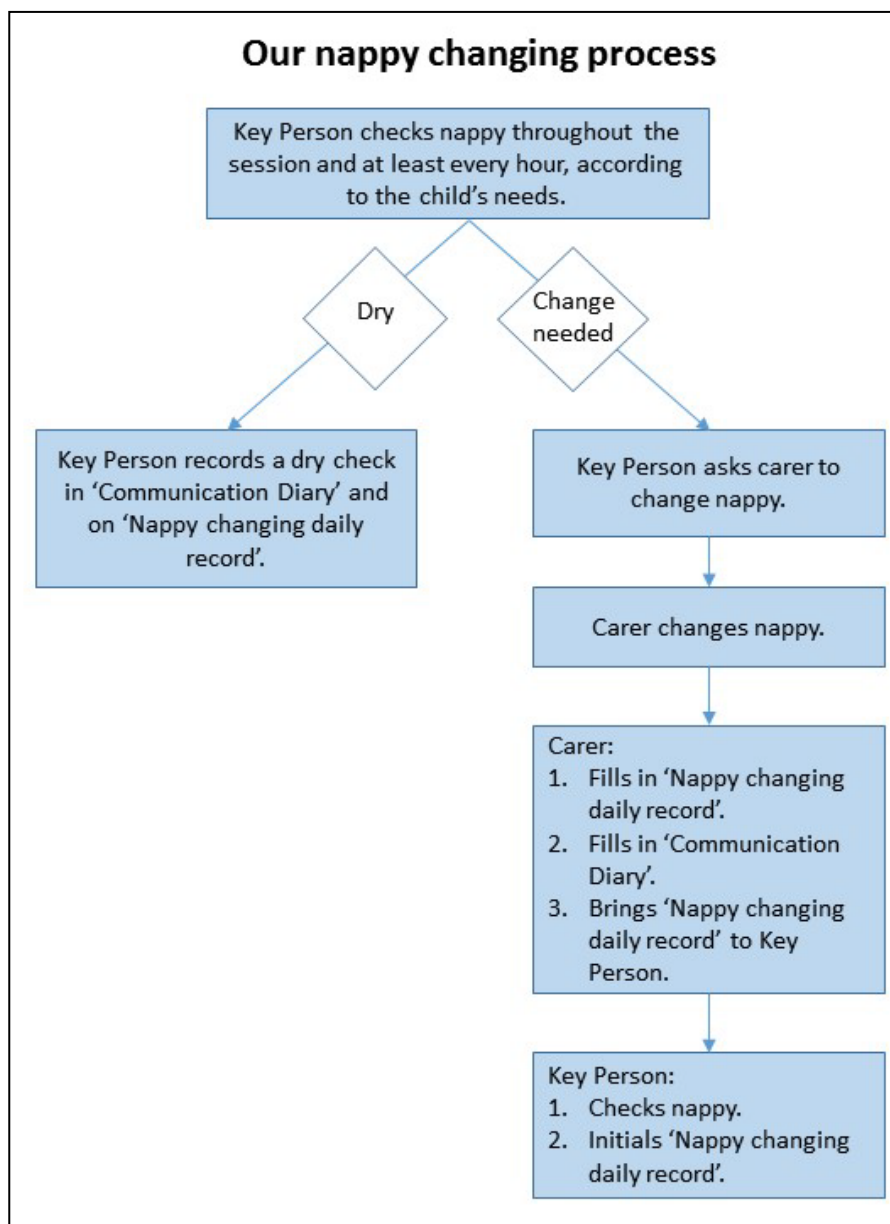 Our nappy changing process
Key Person checks nappy throughout the
session and at least every hour, according
to the child’s needs.
Dry
Change
needed
Key Person records a dry check
in ‘Communication Diary’ and
on ‘Nappy changing daily
record’.
Key Person asks carer to
change nappy.
Carer changes nappy.
Carer:
1. Fills in ‘Nappy changing
daily record’.
2. Fills in ‘Communication
Diary’.
3. Brings ‘Nappy changing
daily record’ to Key
Person.
Key Person:
1. Checks nappy.
2. Initials ‘Nappy changing
daily record’.